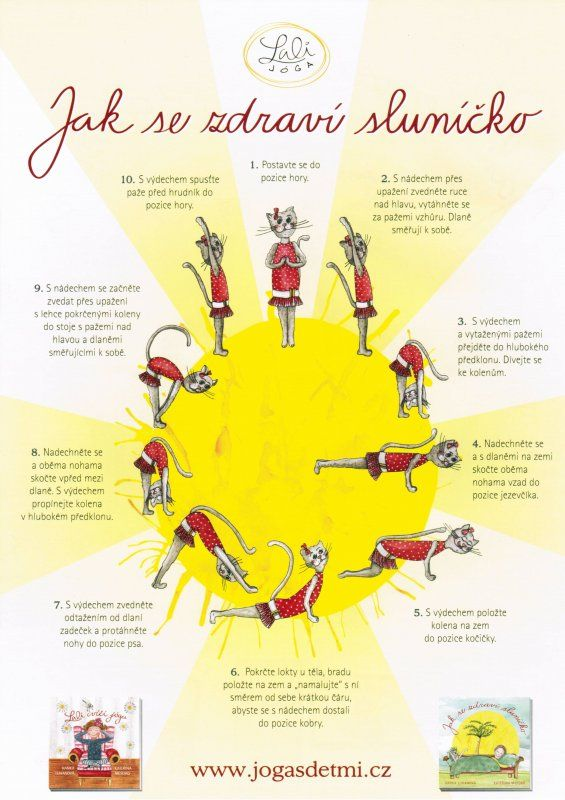 Lali
JÓGA
Jak se zdraví sluníčko
1. Postavte se do
pozice hory.
2. S nádechem přes
upažení zvedněte ruce
nad hlavu, vytáhněte se
za pažemi vzhůru. Dlaně
směřují k sobě.
3. S výdechem
a vytaženými pažemi
přejděte do hlubokého
předklonu. Dívejte se
ke kolenům.
4. Nadechněte se
a s dlaněmi na zemi
skočte oběma
nohama vzad do
pozice jezevčíka.
5. S výdechem položte
kolena na zem
do pozice kočičky.
6. Pokrčte lokty u těla, bradu
položte na zem a „namalujte“ s ní
směrem od sebe krátkou čáru,
abyste se s nádechem dostali
do pozice kobry.
7. S výdechem zvedněte
odtažením od dlaní
zadeček a protáhněte
nohy do pozice psa.
8. Nadechněte se
a oběma nohama
skočte vpřed mezi
dlaně. S výdechem
propínejte kolena
v hlubokém předklonu.
9. S nádechem se začněte
zvedat přes upažení
s lehce pokrčenými koleny
do stoje s pažemi nad
hlavou a dlaněmi
směřujícími k sobě.
10. S výdechem spusťte
paže před hrudník do
pozice hory.
Lali cvičí jógu
Jak se zdraví sluníčko
www.jogasdetmi.cz